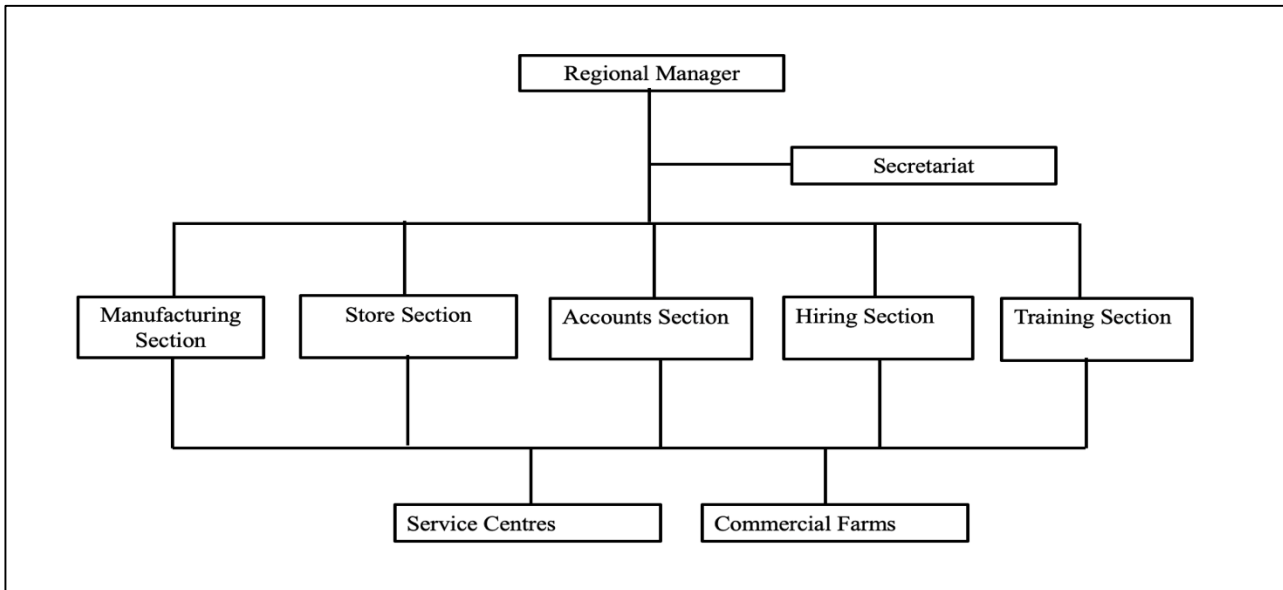 Regional Manager
Secretariat
Manufacturing
Section
Store Section
Accounts Section
Hiring Section
Training Section
Service Centres
Commercial Farms